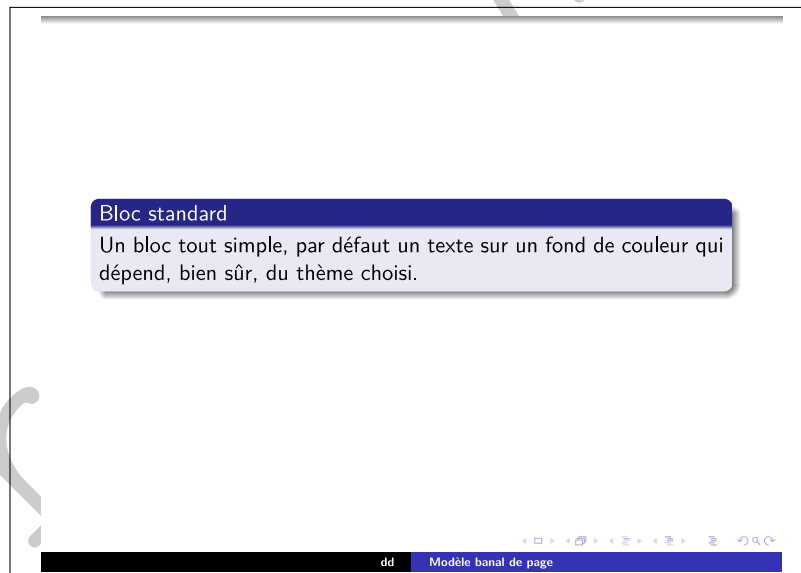 Bloc standard
Un bloc tout simple, par défaut un texte sur un fond de couleur qui
dépend, bien sûr, du thème choisi.
dd Modèle banal de page